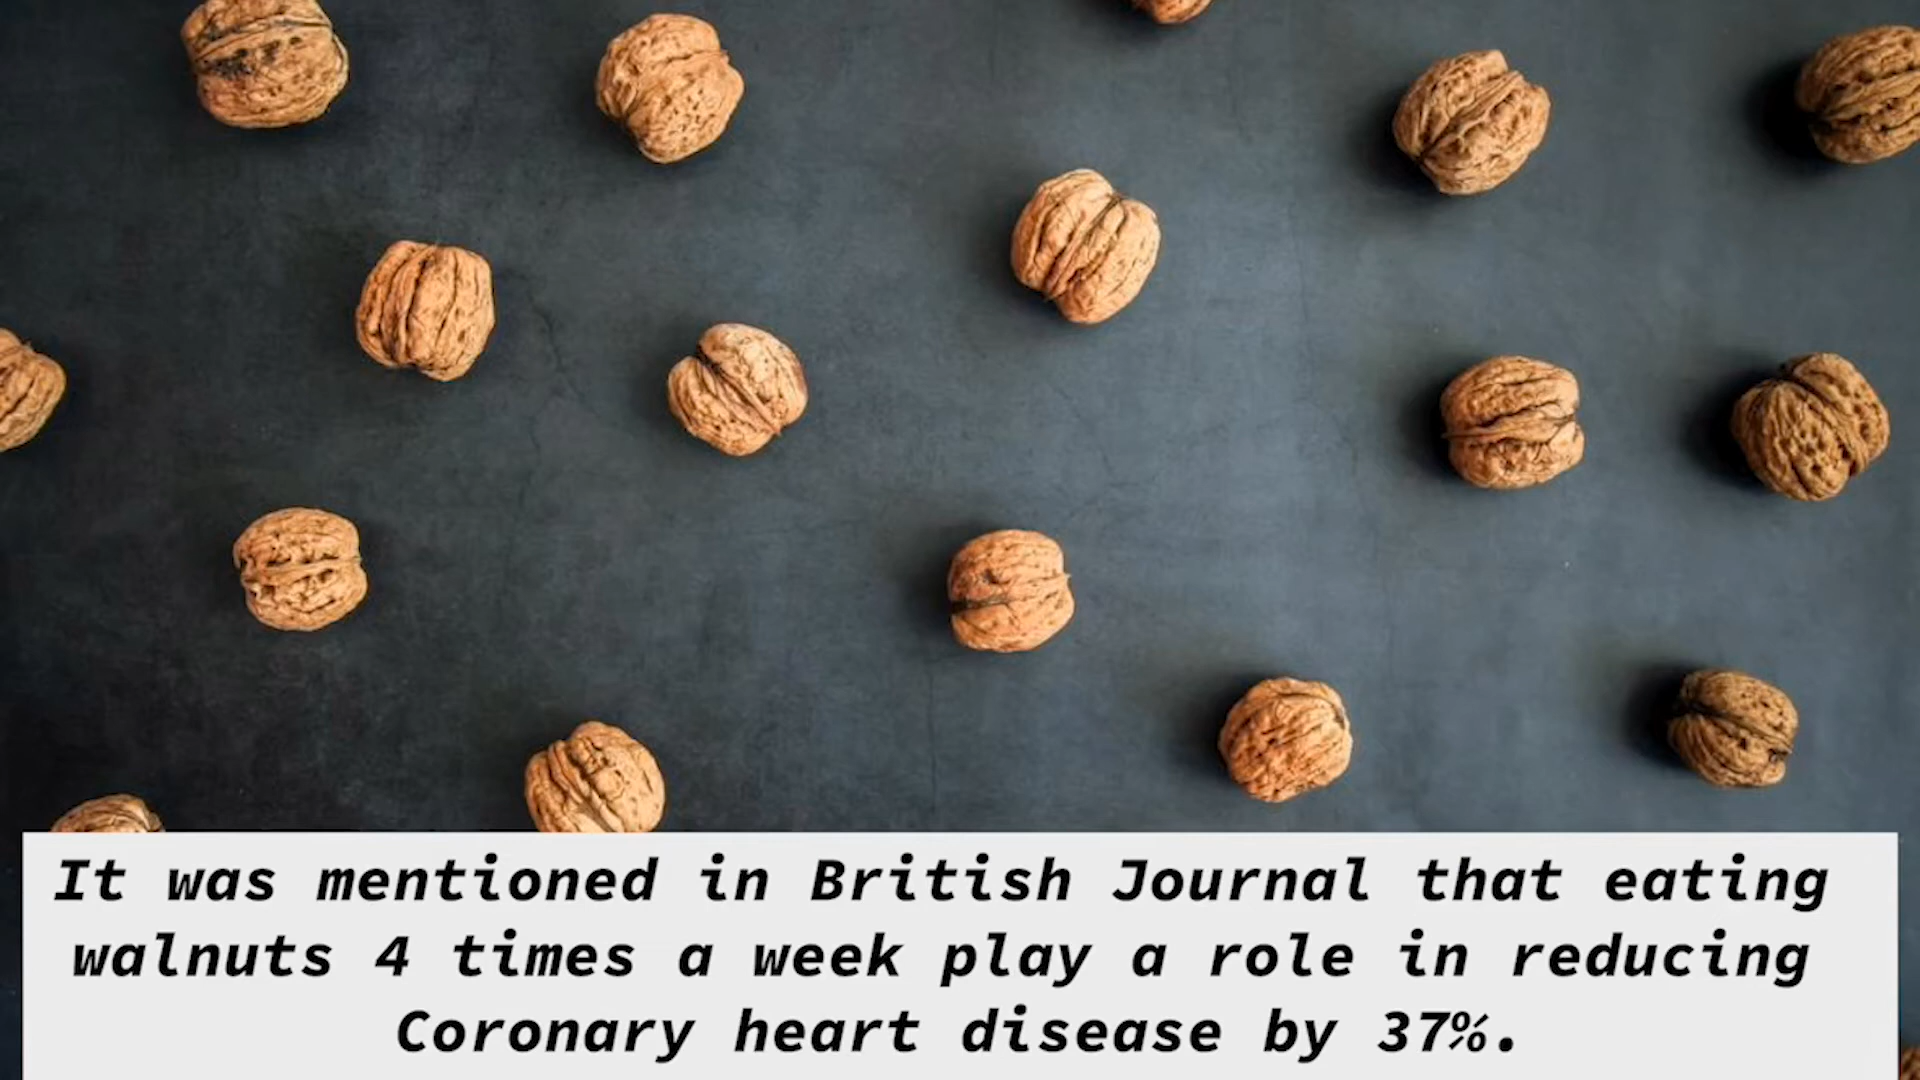 It was mentioned in British Journal that eating
walnuts 4 times a week play a role in reducing
Coronary heart disease by 37%.